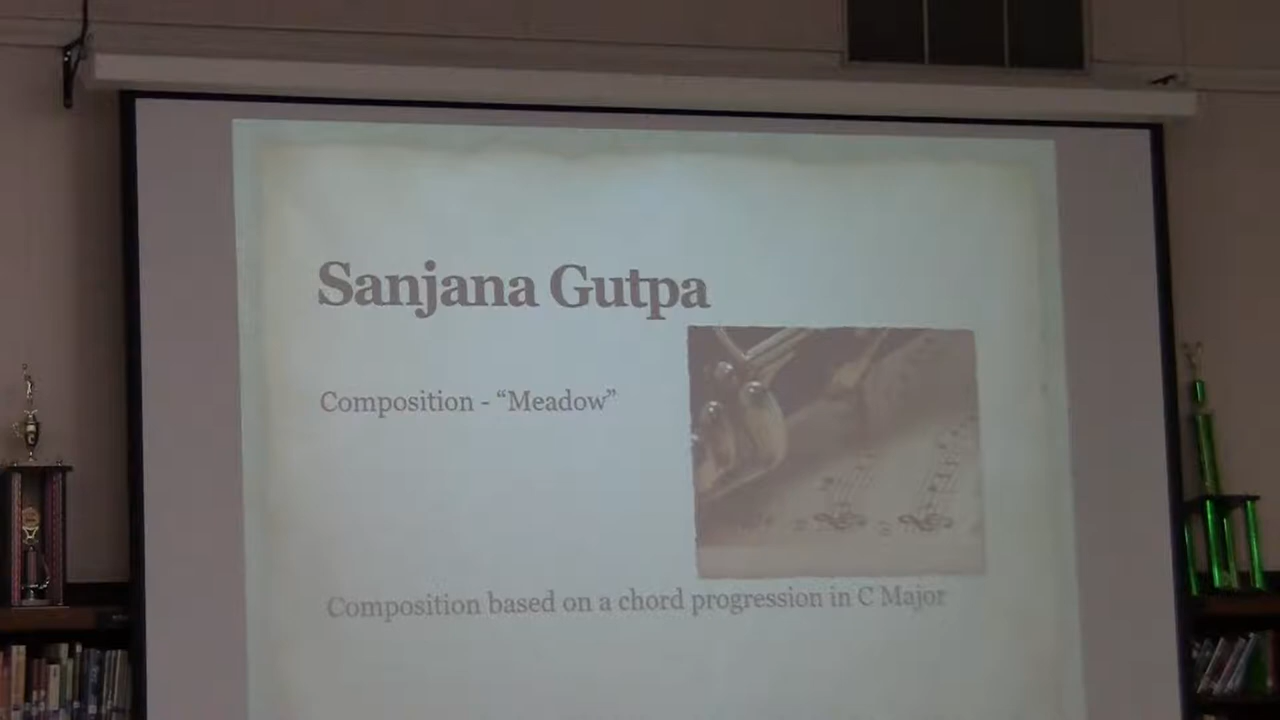 Sanjana Gutpa
Composition - “Meadow”
Composition based on a chord progression in C Major